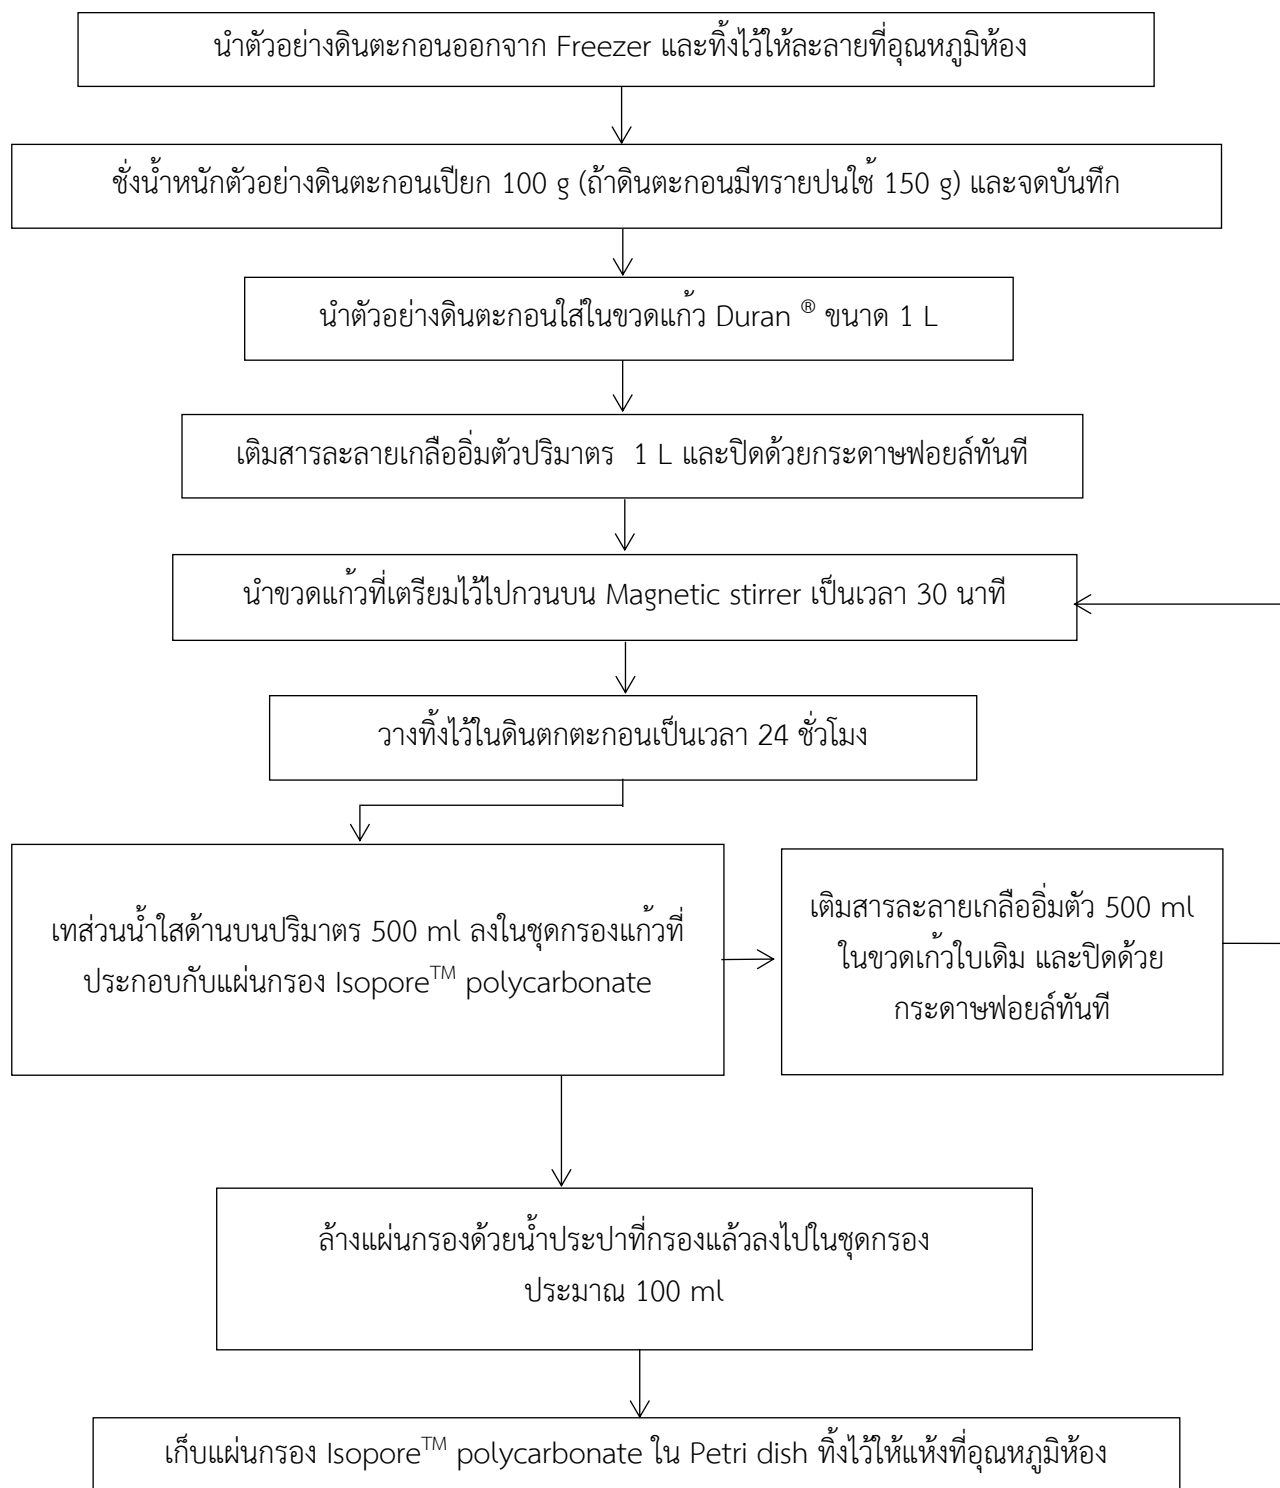 นำตัวอย่างดินตะกอนออกจาก Freezer และทิ้งไว้ให้ละลายที่อุณหภูมิห้อง
ชั่งน้ำหนักตัวอย่างดินตะกอนเปียก 100 g (ถ้าดินตะกอนมีทรายปนใช้ 150 g) และจดบันทึก
นำตัวอย่างดินตะกอนใส่ในขวดแก้ว Duran ® ขนาด 1 L
เติมสารละลายเกลืออิ่มตัวปริมาตร 1 L และปิดด้วยกระดาษฟอยล์ทันที
นำขวดแก้วที่เตรียมไว้ไปกวนบน Magnetic stirrer เป็นเวลา 30 นาที
วางทิ้งไว้ในดินตกตะกอนเป็นเวลา 24 ชั่วโมง
เทส่วนน้ำใสด้านบนปริมาตร 500 ml ลงในชุดกรองแก้วที่
ประกอบกับแผ่นกรอง Isopore™ polycarbonate
เติมสารละลายเกลืออิ่มตัว 500 ml
ในขวดเก้วใบเดิม และปิดด้วย
กระดาษฟอยล์ทันที
ล้างแผ่นกรองด้วยน้ำประปาที่กรองแล้วลงไปในชุดกรอง
ประมาณ 100 ml
เก็บแผ่นกรอง Isopore™ polycarbonate ใน Petri dish ทิ้งไว้ให้แห้งที่อุณหภูมิห้อง